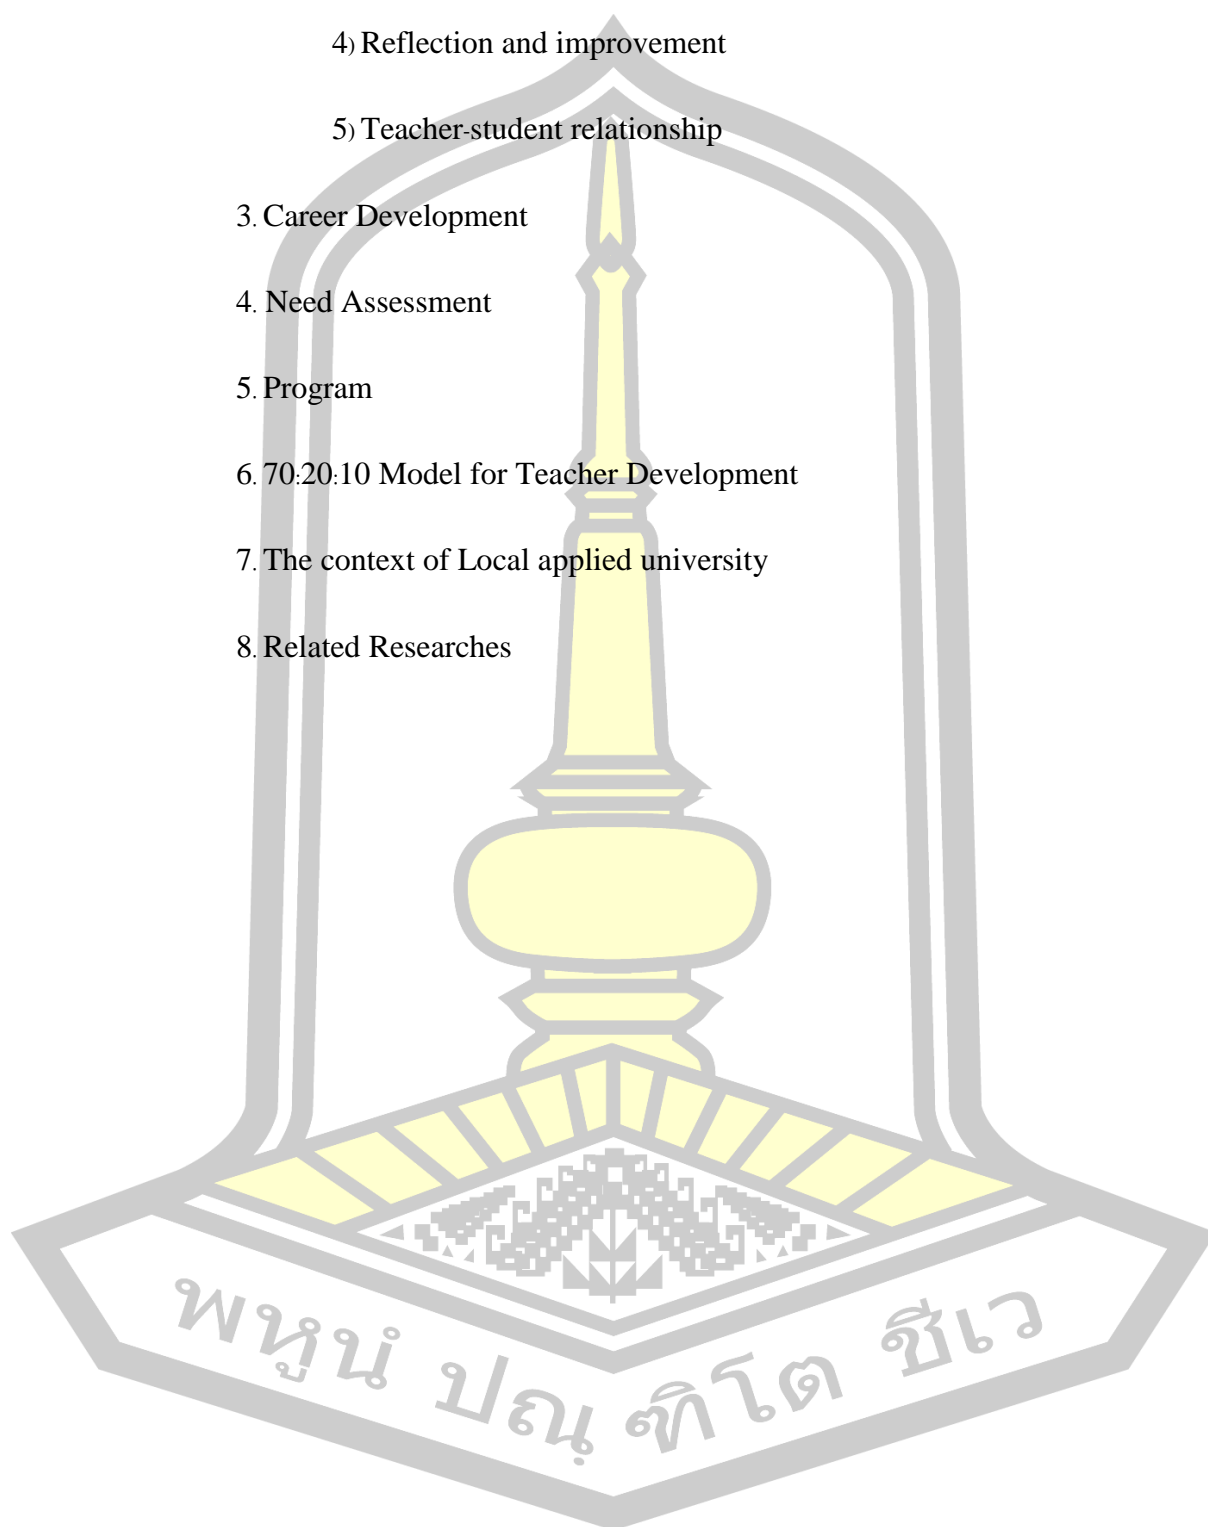 4) Reflection and improvement
5) Teacher-student relationship
3. Career Development
4. Need Assessment
5. Program
6. 70:20:10 Model for Teacher Development
7. The context of Local applied university
8. Related Researches
พหูนํ ปณฺฑิโต ชีเว